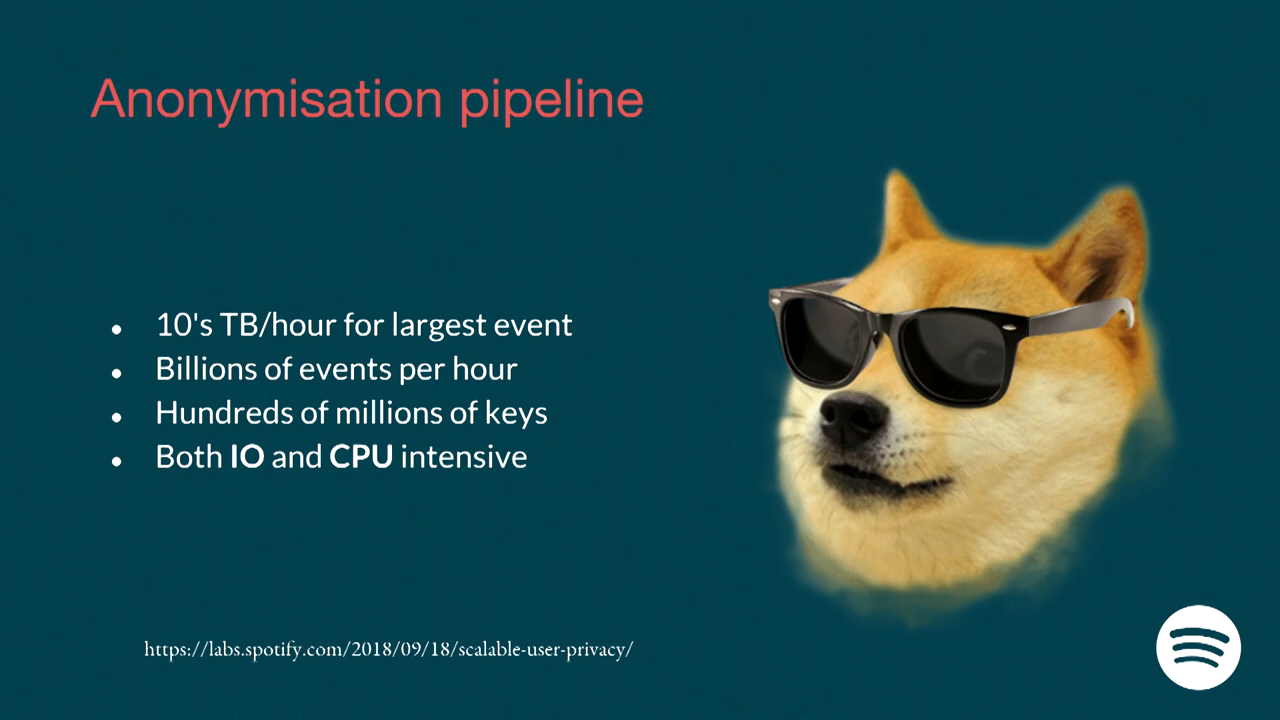 Anonymisation pipeline
● 10's TB/hour for largest event
● Billions of events per hour
● Hundreds of millions of keys
● Both IO and CPU intensive
https://labs.spotify.com/2018/09/18/scalable-user-privacy/